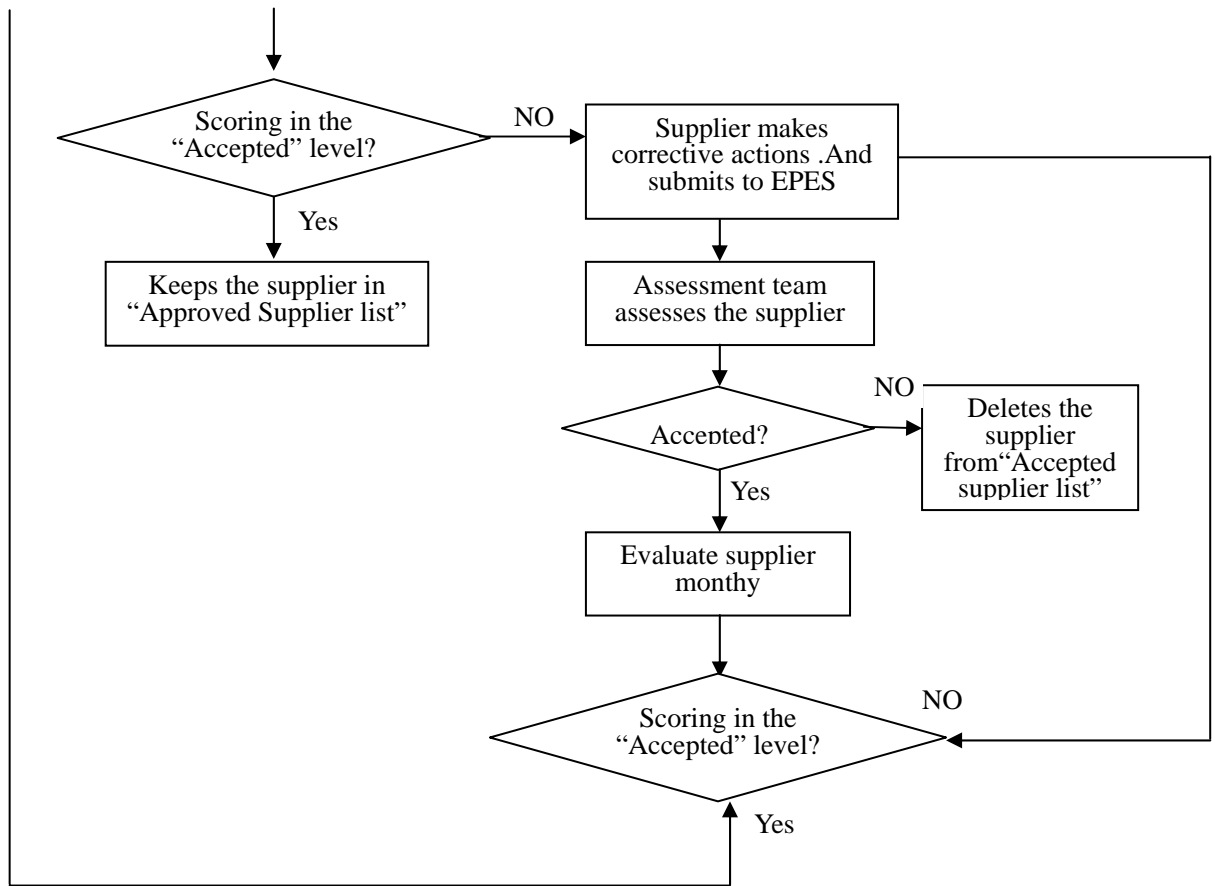 Scoring in the
“Accepted” level?
NO
Supplier makes
corrective actions .And
submits to EPES
Yes
Keeps the supplier in
“Approved Supplier list”
Assessment team
assesses the supplier
Accepted?
NO
Deletes the
supplier
from“Accepted
supplier list”
Yes
Evaluate supplier
monthy
Scoring in the
“Accepted” level?
NO
Yes